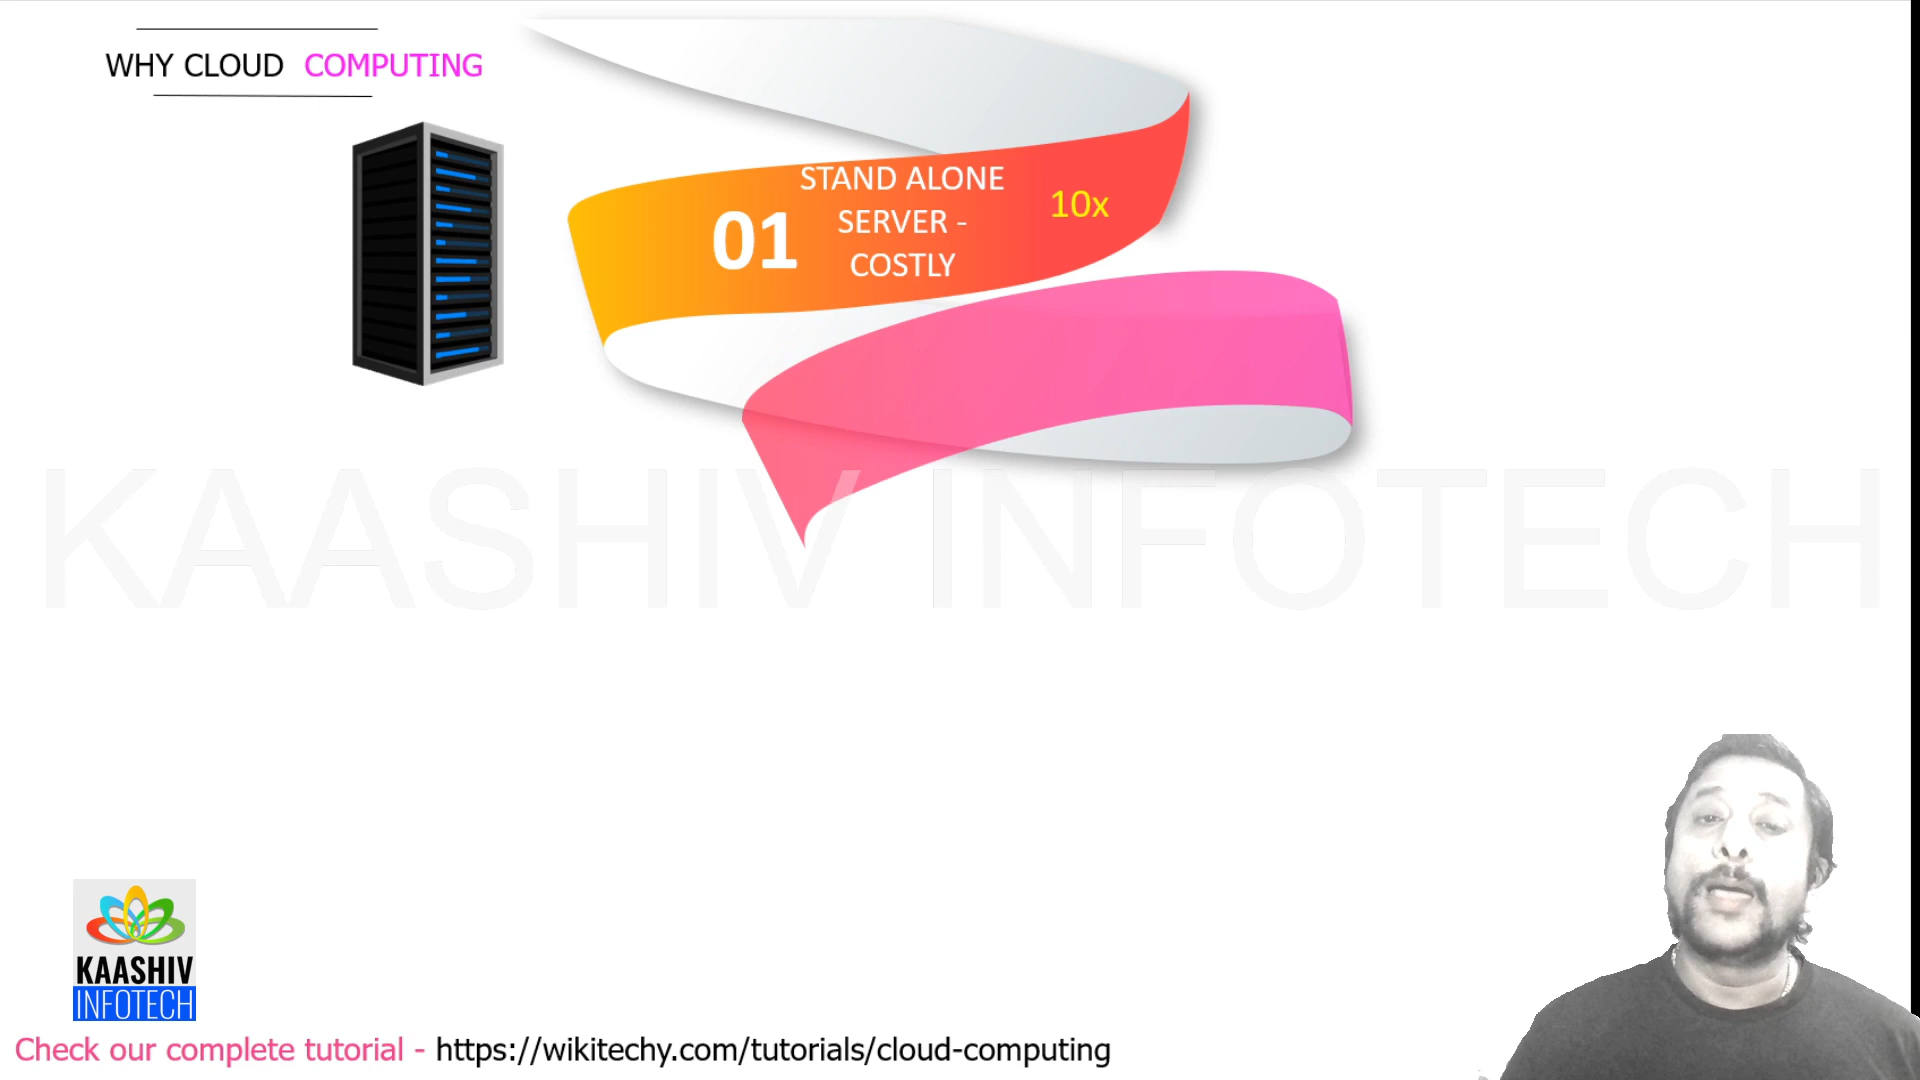 WHY CLOUD COMPUTING
STAND ALONE
SERVER -
COSTLY
01
10x
KAASHIV INFOTECH
KAASHIV
INFOTECH
Check our complete tutorial - https://wikitechy.com/tutorials/cloud-computing